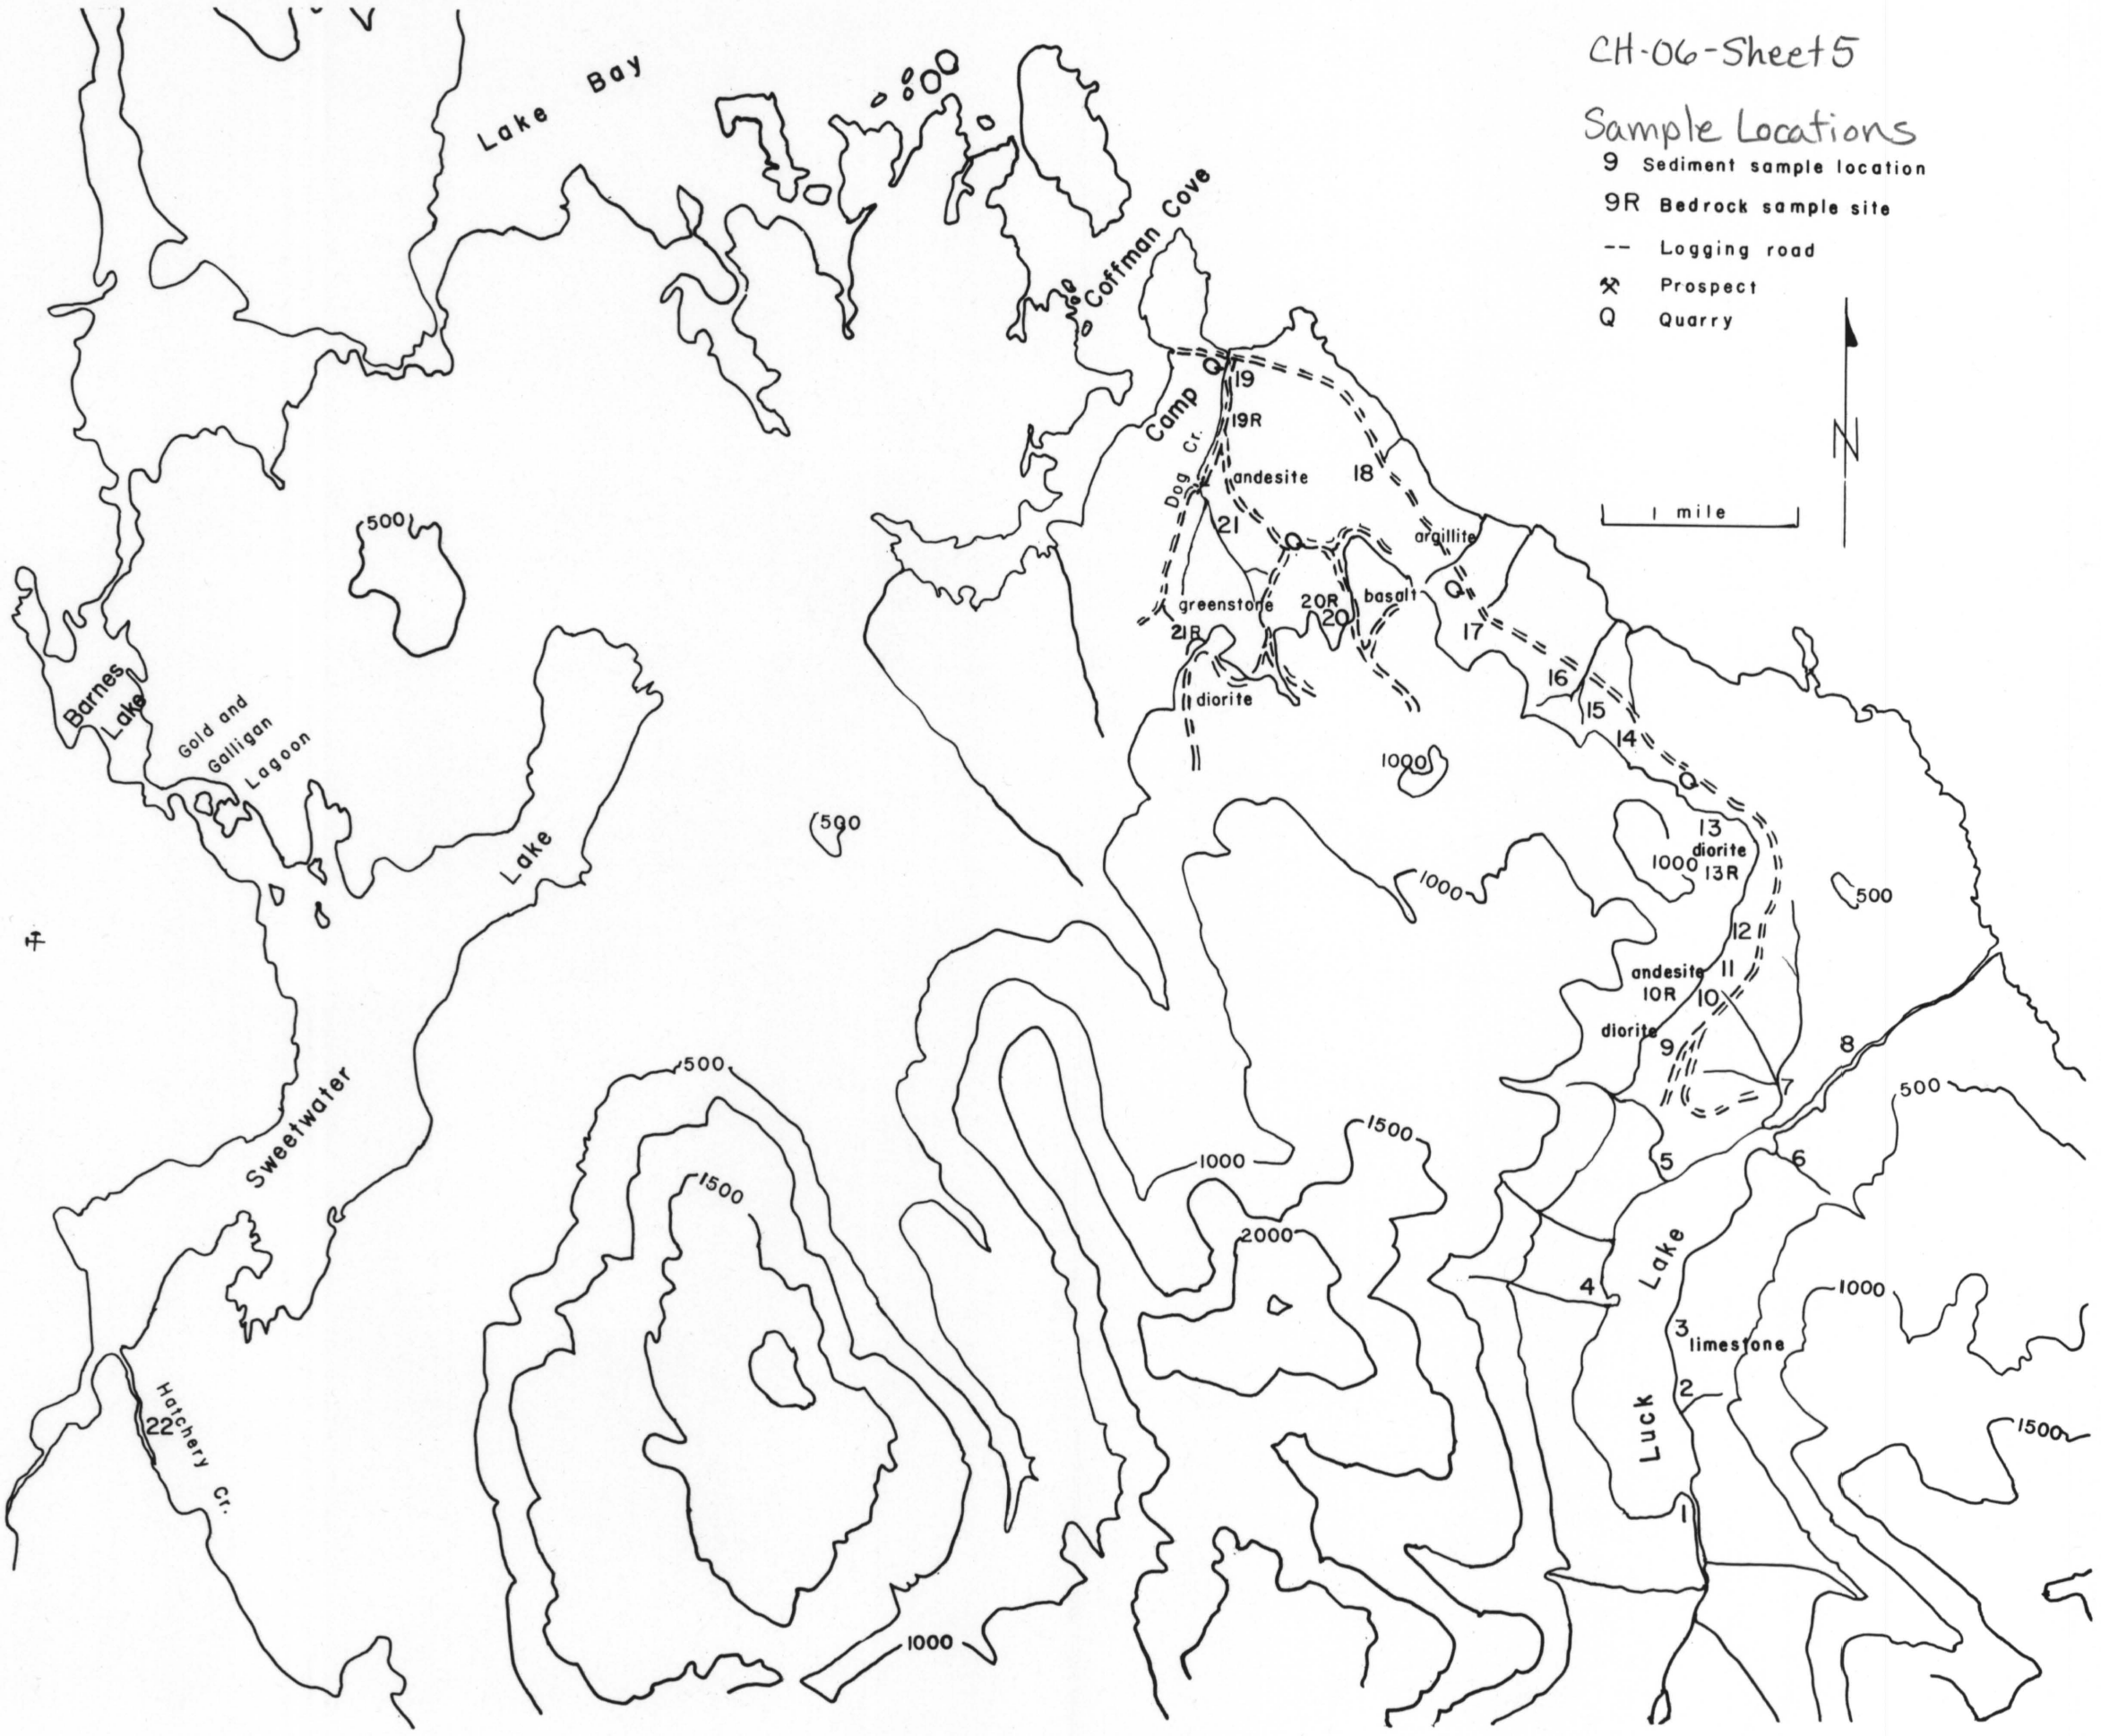 CH-06-Sheet5
Sample Locations
9 Sediment sample location
9R Bedrock sample site
-- Logging road
Prospect
Q Quarry
N
1 mile
Lake Bay
Coffman Cove
Camp
Dog Cr.
Q
19
19R
andesite
18
21
Q
argillite
Q
greenstone
20R
20
basalt
17
21R
diorite
16
15
14
Q
500
Barnes
Lake
Gold and
Galligan
Lagoon
500
1000
13
diorite
1000
13R
1000
500
12
andesite
11
10R
10
diorite
9
8
7
500
5
6
Sweetwater Lake
500
1500
1000
1500
2000
4
1000
3
limestone
2
Luck Lake
1500
1
Hatchery Cr.
22
1000